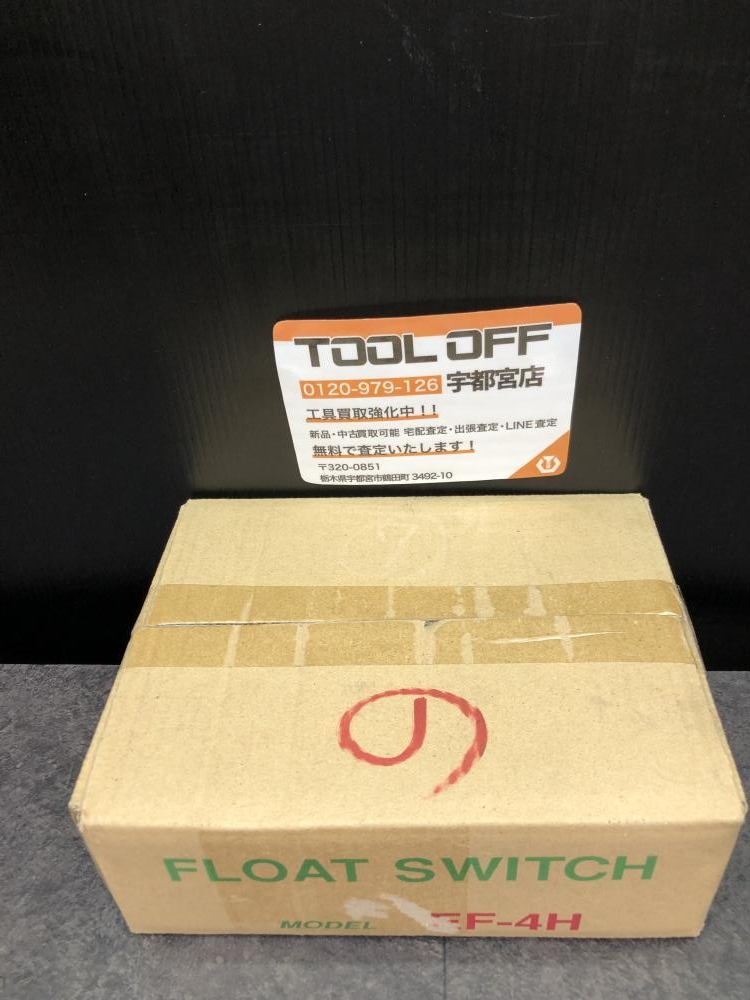 TOOL OFF
0120-979-126 宇都宮店
工具買取強化中!!
新品・中古買取可能 宅配査定・出張査定・LINE査定
無料で査定いたします!
〒320-0851
栃木県宇都宮市鶴田町 3492-10
の
FLOAT SWITCH
MODEL EF-4H